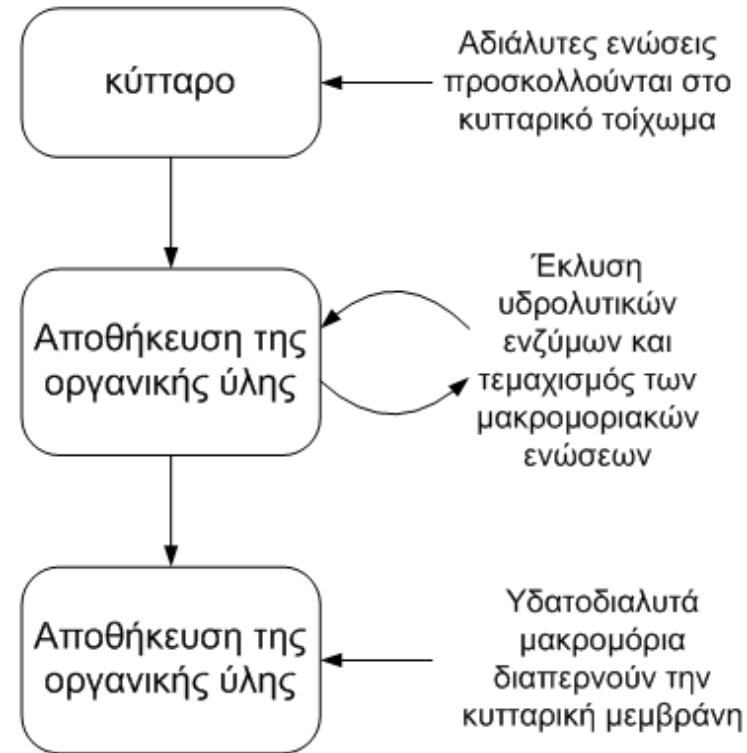 κύτταρο
Αδιάλυτες ενώσεις
προσκολλούνται στο
κυτταρικό τοίχωμα
Αποθήκευση της
οργανικής ύλης
Έκλυση
υδρολυτικών
ενζύμων και
τεμαχισμός των
μακρομοριακών
ενώσεων
Αποθήκευση της
οργανικής ύλης
Υδατοδιαλυτά
μακρομόρια
διαπερνούν την
κυτταρική μεμβράνη